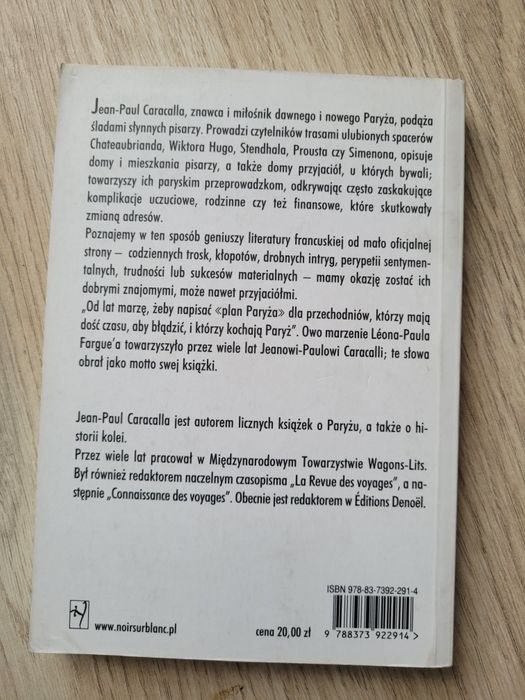 Jean-Paul Caracalla, znawca i miłośnik dawnego i nowego Paryża, podąża
śladami słynnych pisarzy. Prowadzi czytelników trasami ulubionych spacerów
Chateaubrianda, Wiktora Hugo, Stendhala, Prousta czy Simenona, opisuje
domy i mieszkania pisarzy, a także domy przyjaciół, u których bywali;
towarzyszy ich paryskim przeprowadzkom, odkrywając często zaskakujące
komplikacje uczuciowe, rodzinne czy też finansowe, które skutkowały
zmianą adresów.
Poznajemy w ten sposób geniuszy literatury francuskiej od mało oficjalnej
strony – codziennych trosk, kłopotów, drobnych intryg, perypetii sentymen-
talnych, trudności lub sukcesów materialnych – mamy okazję zostać ich
dobrymi znajomymi, może nawet przyjaciółmi.
„Od lat marzę, żeby napisać «plan Paryża» dla przechodniów, którzy mają
dość czasu, aby błądzić, i którzy kochają Paryż”. Owo marzenie Léona-Paula
Fargue’a towarzyszyło przez wiele lat Jeanowi-Paulowi Caracalli; te słowa
obrał jako motto swej książki.
Jean-Paul Caracalla jest autorem licznych książek o Paryżu, a także o hi-
storii kolei.
Przez wiele lat pracował w Międzynarodowym Towarzystwie Wagons-Lits.
Był również redaktorem naczelnym czasopisma „La Revue des voyages”, a na-
stępnie „Connaissance des voyages”. Obecnie jest redaktorem w Éditions Denoël.
ISBN 978-83-7392-291-4
www.noirsurblanc.pl
cena 20,00 zł
9 788373 922914 >